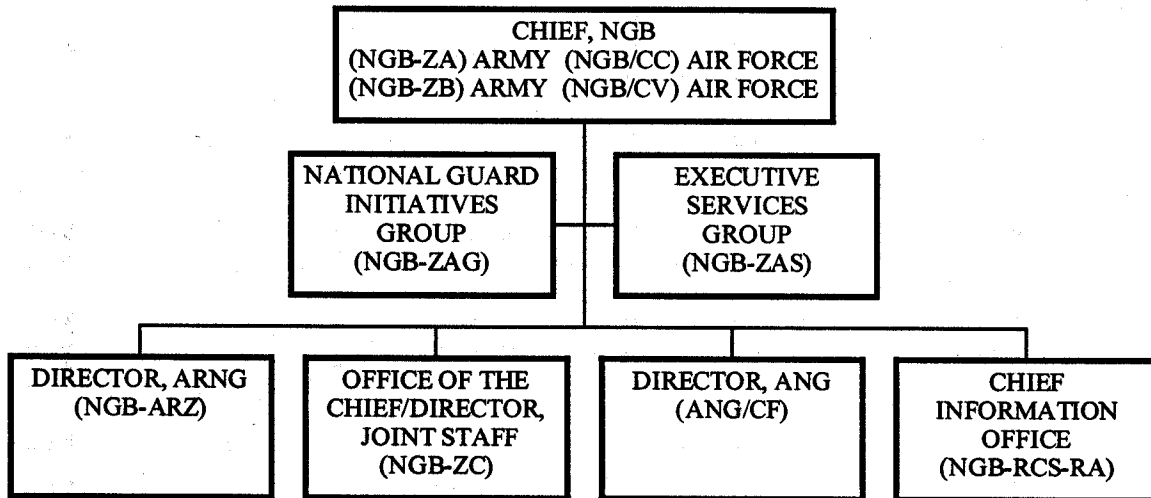 CHIEF, NGB
(NGB-ZA) ARMY (NGB/CC) AIR FORCE
(NGB-ZB) ARMY (NGB/CV) AIR FORCE
NATIONAL GUARD
INITIATIVES
GROUP
(NGB-ZAG)
EXECUTIVE
SERVICES
GROUP
(NGB-ZAS)
DIRECTOR, ARNG
(NGB-ARZ)
OFFICE OF THE
CHIEF/DIRECTOR,
JOINT STAFF
(NGB-ZC)
DIRECTOR, ANG
(ANG/CF)
CHIEF
INFORMATION
OFFICE
(NGB-RCS-RA)